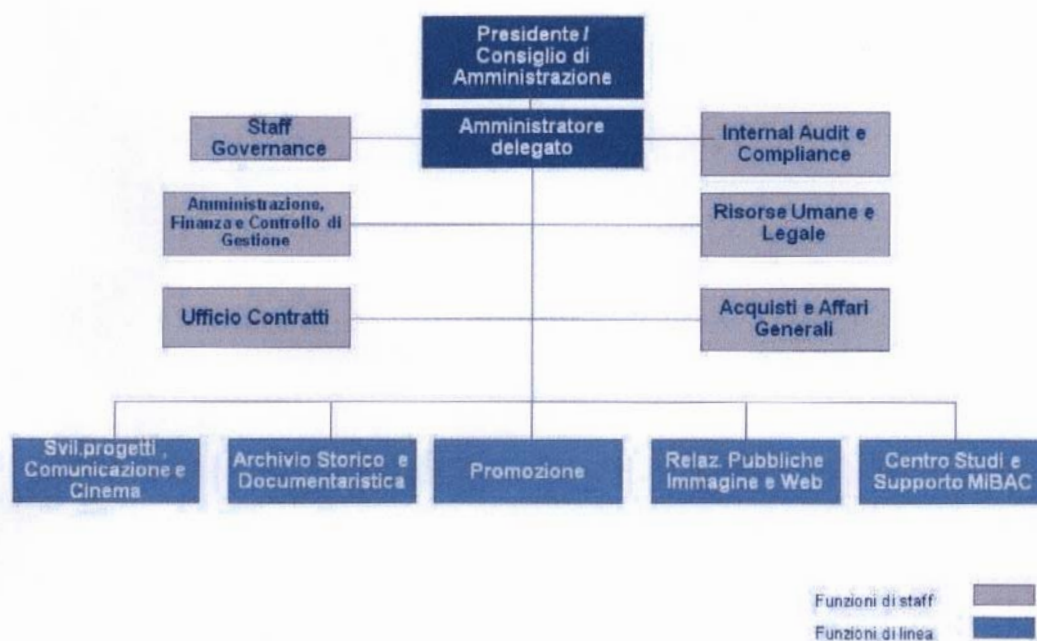 Presidente /
Consiglio di
Amministrazione
Staff
Governance
Amministratore
delegato
Internal Audit e
Compliance
Amministrazione,
Finanza e Controllo di
Gestione
Risorse Umane e
Legale
Ufficio Contratti
Acquisti e Affari
Generali
Svil.progetti ,
Comunicazione e
Cinema
Archivio Storico e
Documentaristica
Promozione
Relaz. Pubbliche
Immagine e Web
Centro Studi e
Supporto MiBAC
Funzioni di staff
Funzioni di linea